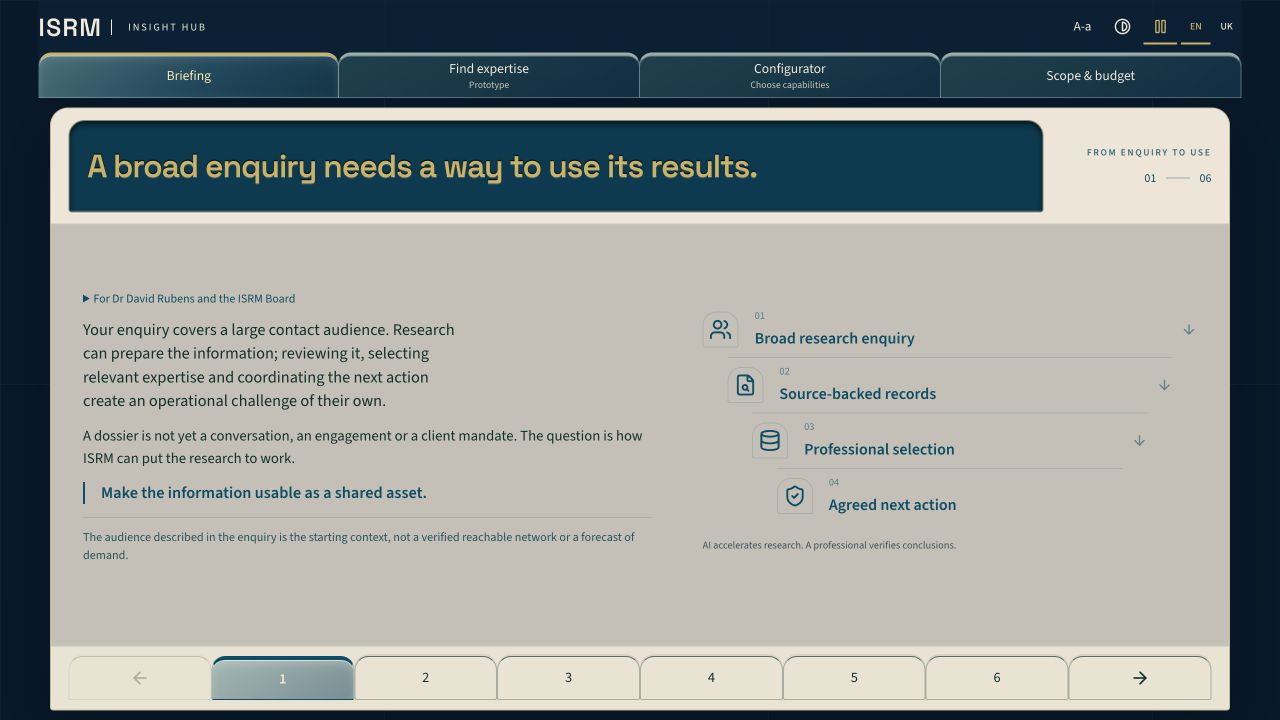 ISRM | INSIGHT HUB
A-a
EN
UK
Briefing
Find expertise
Prototype
Configurator
Choose capabilities
Scope & budget
A broad enquiry needs a way to use its results.
FROM ENQUIRY TO USE
01 — 06
For Dr David Rubens and the ISRM Board
Your enquiry covers a large contact audience. Research
can prepare the information; reviewing it, selecting
relevant expertise and coordinating the next action
create an operational challenge of their own.
A dossier is not yet a conversation, an engagement or a client mandate. The question is how
ISRM can put the research to work.
Make the information usable as a shared asset.
The audience described in the enquiry is the starting context, not a verified reachable network or a forecast of
demand.
01
Broad research enquiry
02
Source-backed records
03
Professional selection
04
Agreed next action
AI accelerates research. A professional verifies conclusions.
1
2
3
4
5
6